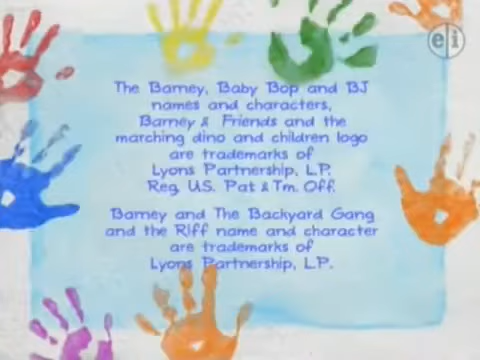 e/i
The Barney, Baby Bop and BJ
names and characters,
Barney & Friends and the
marching dino and children logo
are trademarks of
Lyons Partnership, L.P.
Reg. U.S. Pat & Tm. Off.
Barney and The Backyard Gang
and the Riff name and character
are trademarks of
Lyons Partnership, L.P.